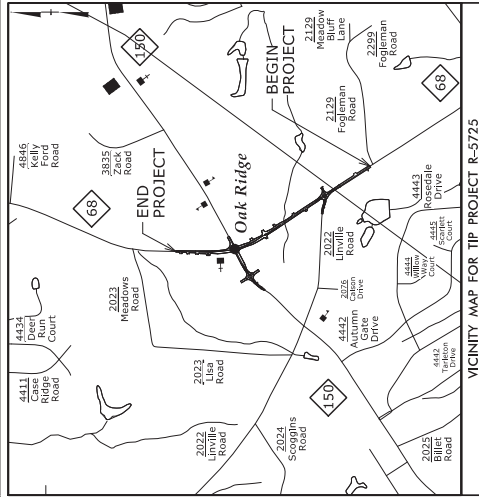 150
2129
Meadow
Bluff
Lane
2299
Fogleman
Road
BEGIN
PROJECT
68
2129
Fogleman
Road
4846
Kelly
Ford
Road
3835
Zack
Road
END
PROJECT
Oak Ridge
68
4443
Rosedale
Drive
4445
Scarlett
Court
4444
Willow
Way
Court
2022
Linville
Road
2076
Calson
Drive
2023
Meadows
Road
4442
Autumn
Gate
Drive
4442
Tarleton
Drive
4434
Deer
Run
Court
4411
Case
Ridge
Road
2023
Lisa
Road
150
2022
Linville
Road
2024
Scoggins
Road
2025
Billet
Road
VICINITY MAP FOR TIP PROJECT R-5725